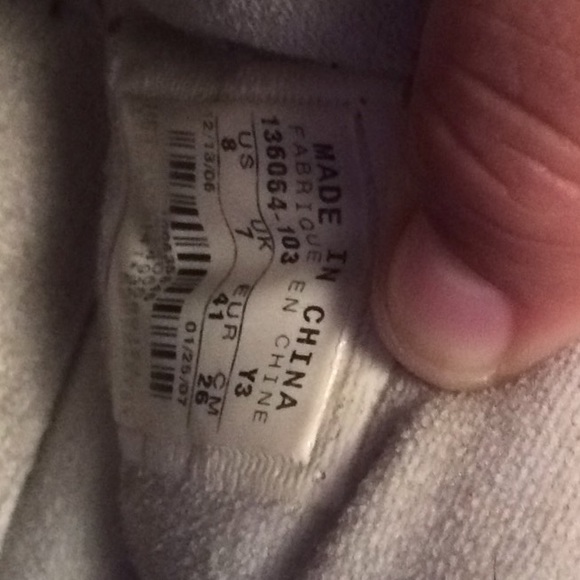 MADE IN CHINA
FABRIQUE EN CHINE
136064-103 Y3
US UK EUR CM
8 7 41 26
12/13/06 01/25/07